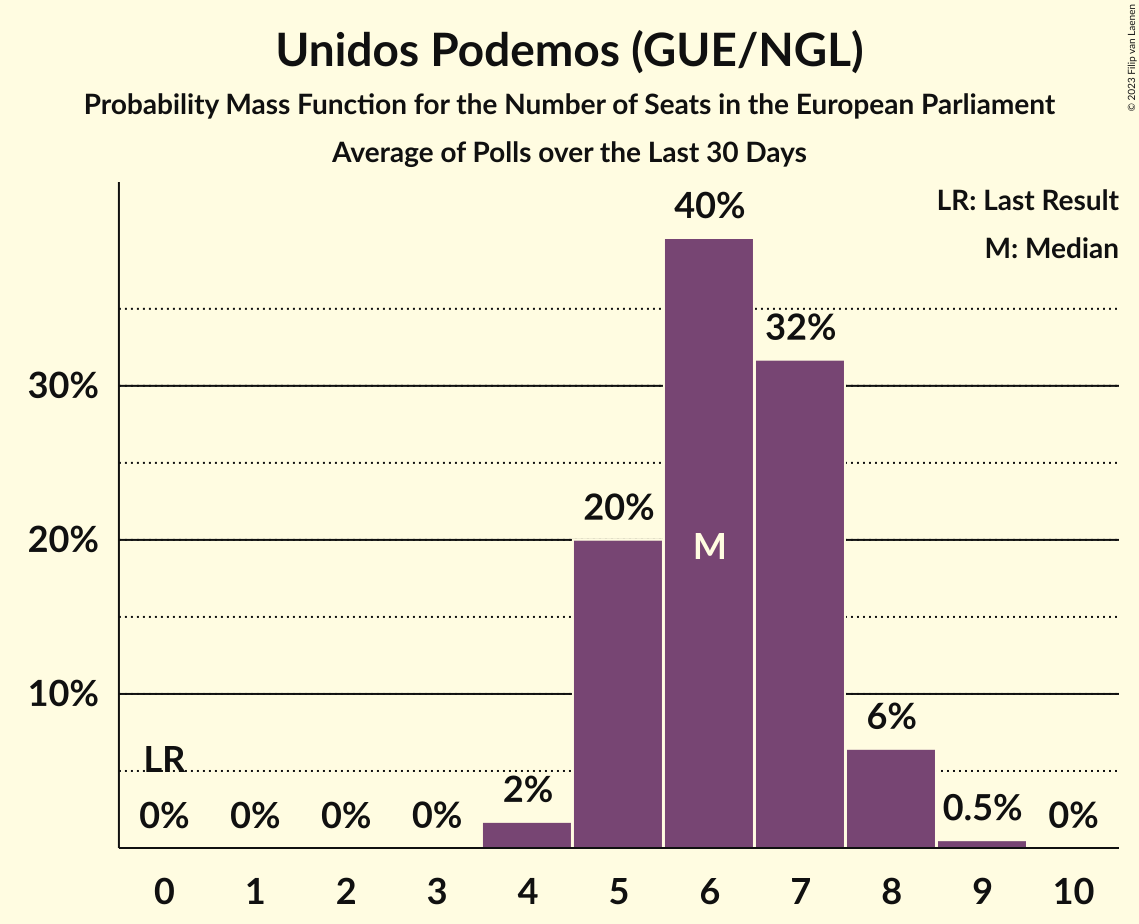 Unidos Podemos (GUE/NGL)
Probability Mass Function for the Number of Seats in the European Parliament
Average of Polls over the Last 30 Days
© 2023 Filip van Laenen
LR: Last Result
M: Median
40%
32%
30%
20%
20%
M
10%
6%
LR
2%
0.5%
0% 0% 0% 0% 0%
0 1 2 3 4 5 6 7 8 9 10